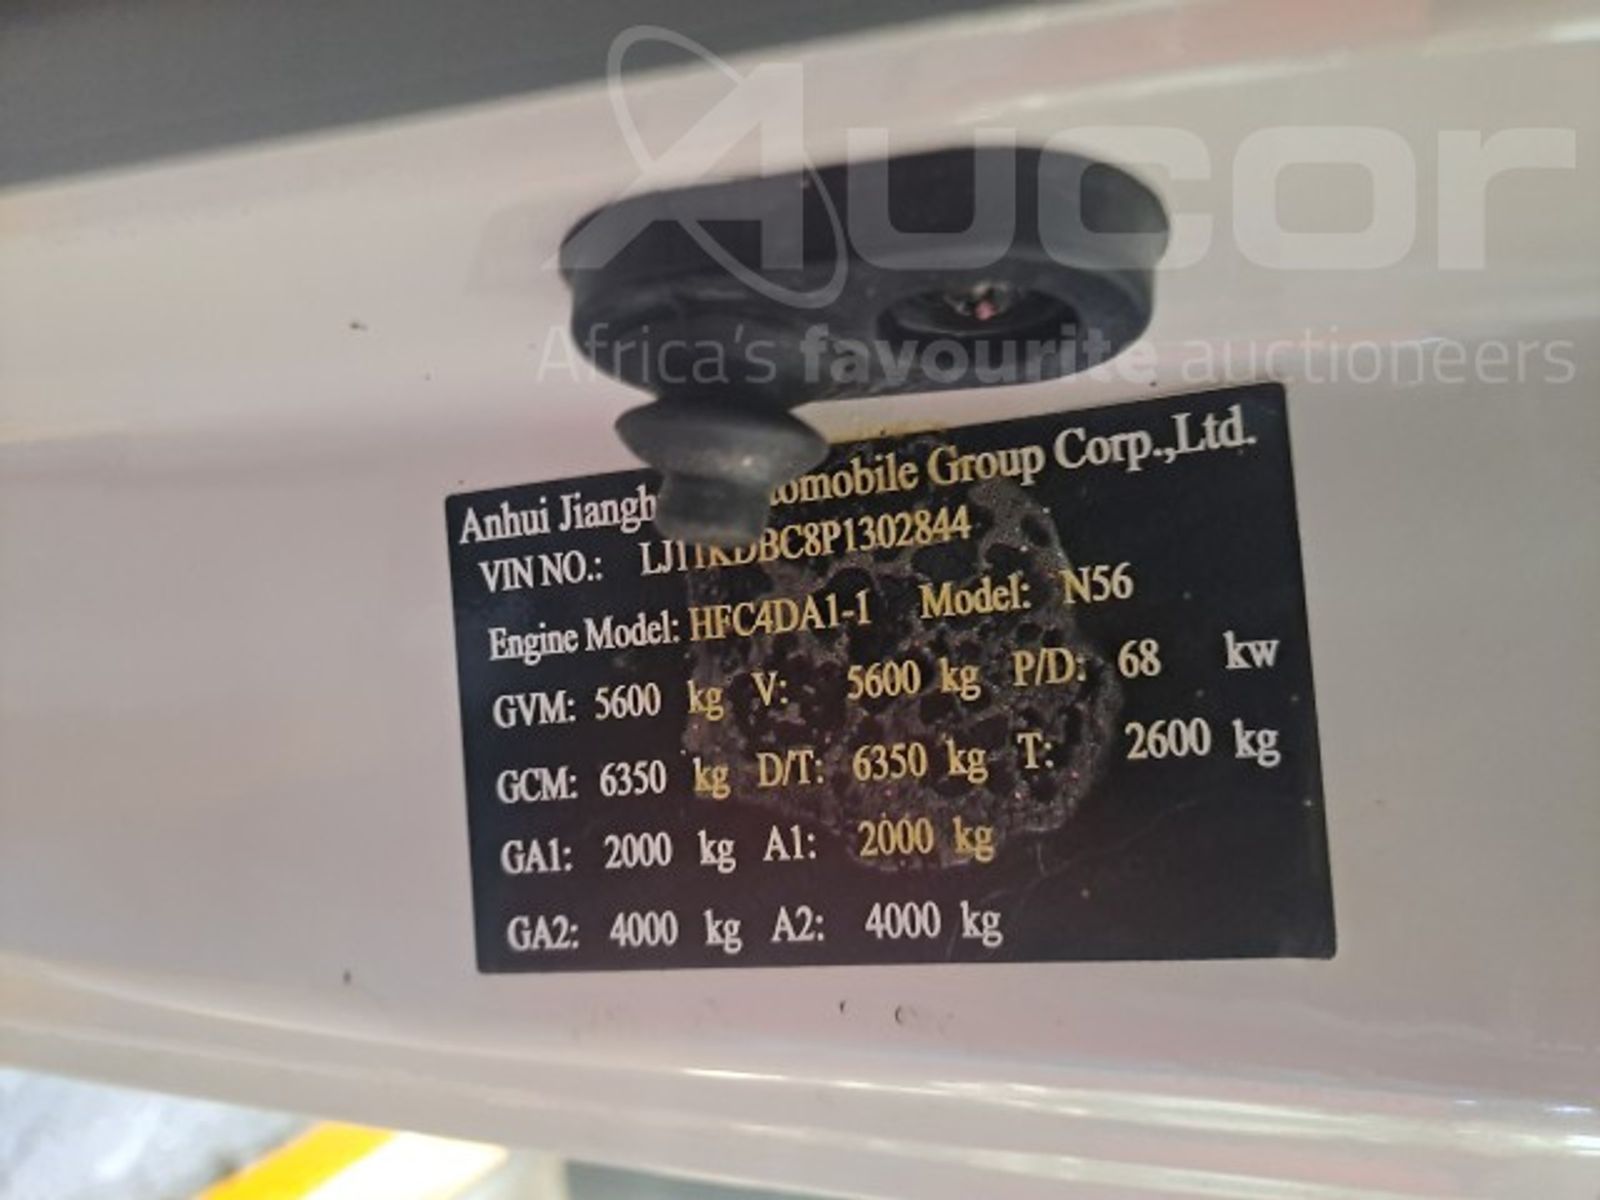 Aucor
Africa's favourite auctioneers
Anhui Group Corp.,Ltd.
VIN NO.: LJ11KDBC8P1302844
Engine Model: HFC4DA1-1 Model: N56
GVM: 5600 kg V: 5600 kg P/D: 68 kw
GCM: 6350 kg D/T: 6350 kg T: 2600 kg
GA1: 2000 kg A1: 2000 kg
GA2: 4000 kg A2: 4000 kg